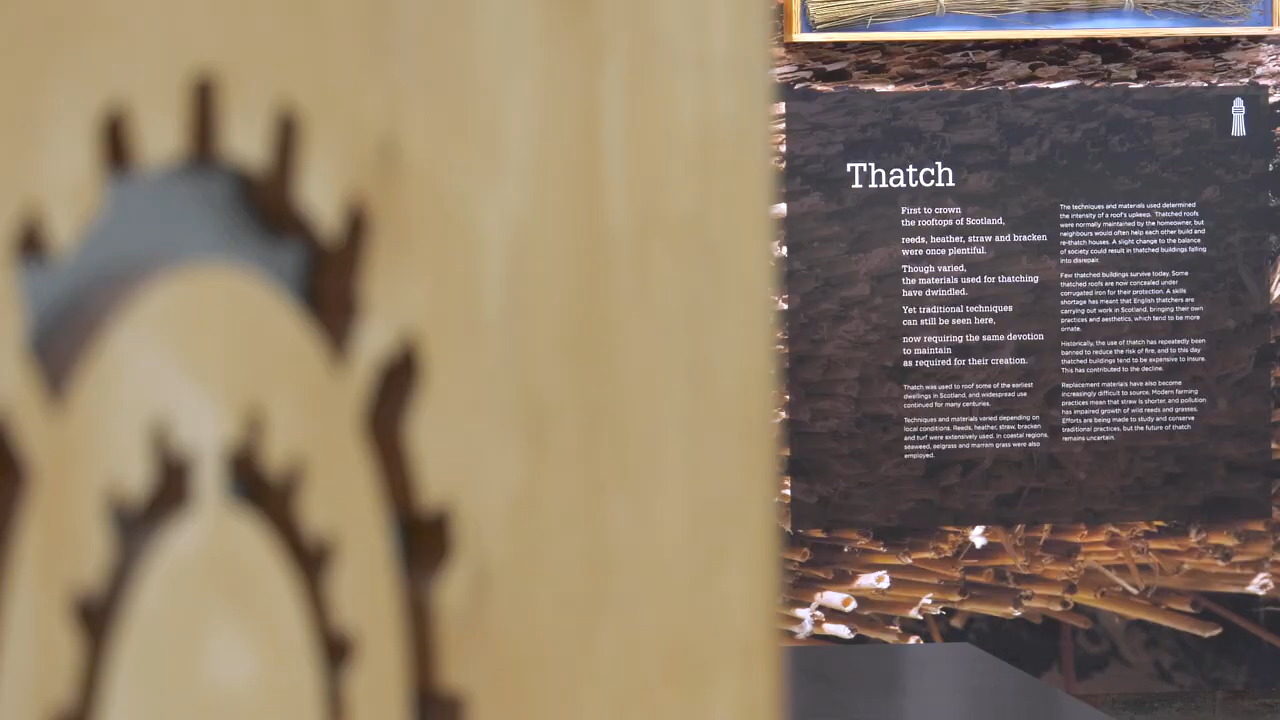 Thatch
First to crown
the rooftops of Scotland,
reeds, heather, straw and bracken
were once plentiful.
Though varied,
the materials used for thatching
have dwindled.
Yet traditional techniques
can still be seen here,
now requiring the same devotion
to maintain
as required for their creation.
Thatch was used to roof some of the earliest
dwellings in Scotland, and widespread use
continued for many centuries.
Techniques and materials varied depending on
local conditions. Reeds, heather, straw, bracken
and turf were extensively used. In coastal regions,
seaweed, eelgrass and marram grass were also
employed.
The techniques and materials used determined
the intensity of a roof's upkeep. Thatched roofs
were normally maintained by the homeowner, but
neighbours would often help each other build and
re-thatch houses. A slight change to the balance
of society could result in thatched buildings falling
into disrepair.
Few thatched buildings survive today. Some
thatched roofs are now concealed under
corrugated iron for their protection. A skills
shortage has meant that English thatchers are
carrying out work in Scotland, bringing their own
practices and aesthetics, which tend to be more
ornate.
Historically, the use of thatch has repeatedly been
banned to reduce the risk of fire, and to this day
thatched buildings tend to be expensive to insure.
This has contributed to the decline.
Replacement materials have also become
increasingly difficult to source. Modern farming
practices mean that straw is shorter, and pollution
has impaired growth of wild reeds and grasses.
Efforts are being made to study and conserve
traditional practices, but the future of thatch
remains uncertain.